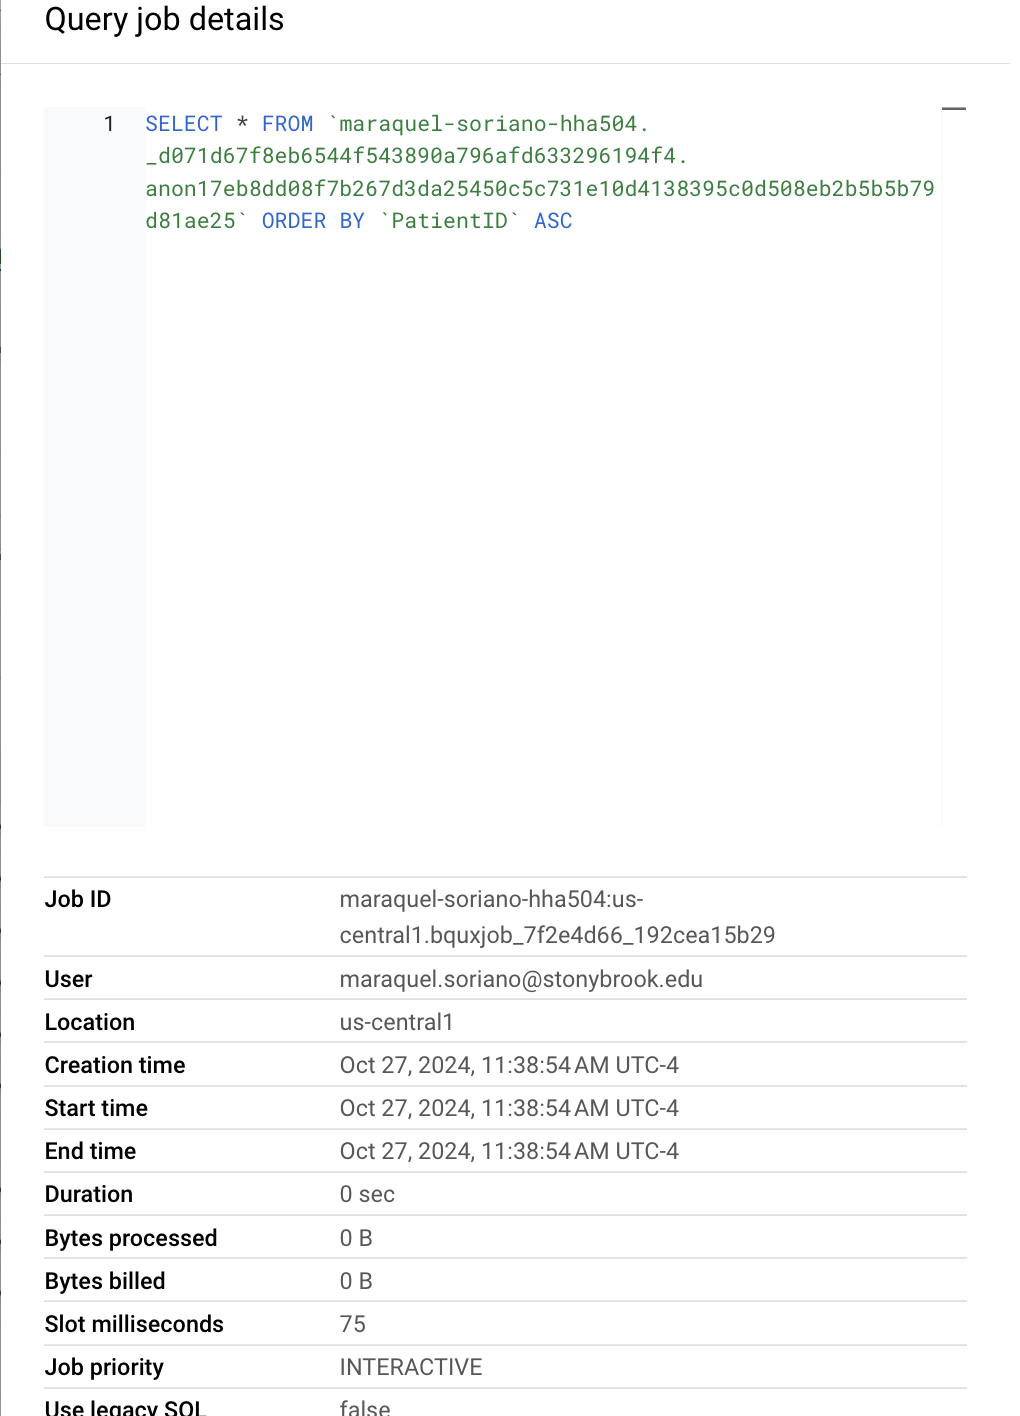 Query job details
1 SELECT * FROM `maraquel-soriano-hha504.
_d071d67f8eb6544f543890a796afd633296194f4.
anon17eb8dd08f7b267d3da25450c5c731e10d4138395c0d508eb2b5b5b79
d81ae25` ORDER BY `PatientID` ASC
Job ID maraquel-soriano-hha504:us-
central1.bquxjob_7f2e4d66_192cea15b29
User maraquel.soriano@stonybrook.edu
Location us-central1
Creation time Oct 27, 2024, 11:38:54 AM UTC-4
Start time Oct 27, 2024, 11:38:54 AM UTC-4
End time Oct 27, 2024, 11:38:54 AM UTC-4
Duration 0 sec
Bytes processed 0 B
Bytes billed 0 B
Slot milliseconds 75
Job priority INTERACTIVE
Use legacy SQL false